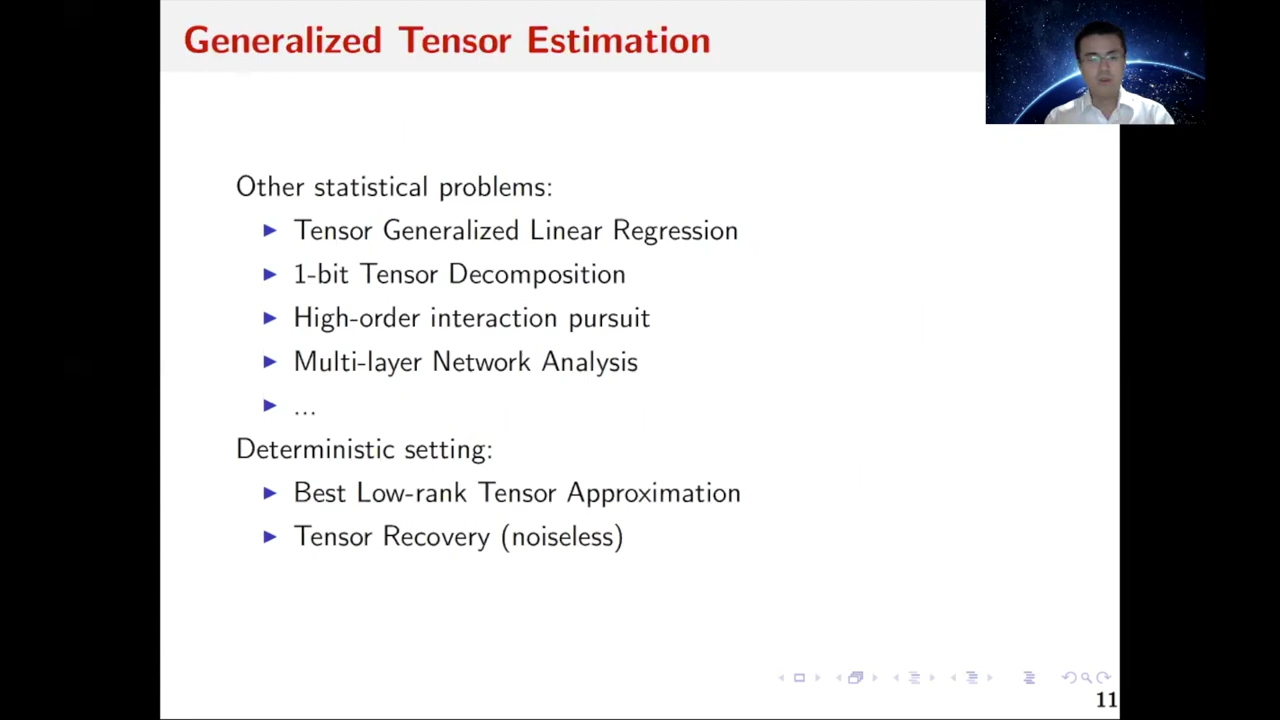 Generalized Tensor Estimation
Other statistical problems:
Tensor Generalized Linear Regression
1-bit Tensor Decomposition
High-order interaction pursuit
Multi-layer Network Analysis
...
Deterministic setting:
Best Low-rank Tensor Approximation
Tensor Recovery (noiseless)
11